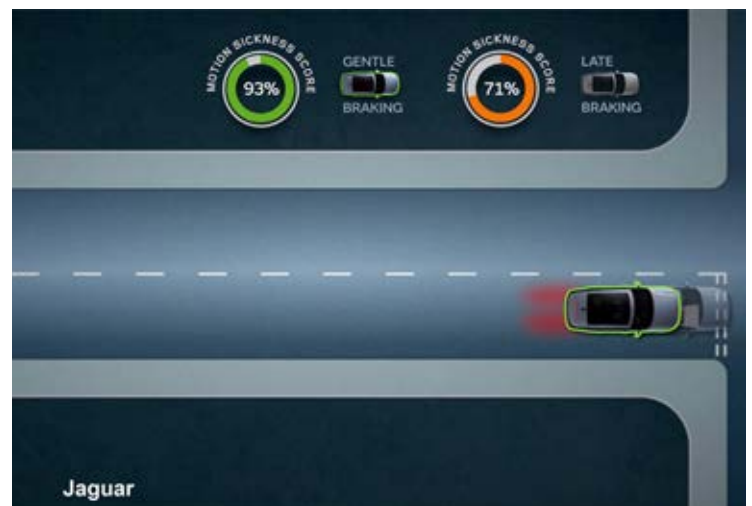 MOTION SICKNESS SCORE
93%
GENTLE
BRAKING
MOTION SICKNESS SCORE
71%
LATE
BRAKING
Jaguar